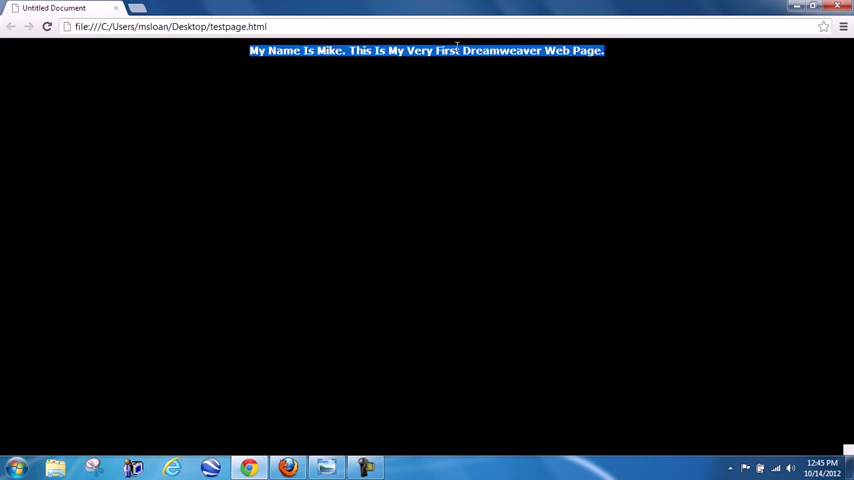 Untitled Document
file:///C:/Users/msloan/Desktop/testpage.html
My Name Is Mike. This Is My Very First Dreamweaver Web Page.
12:45 PM
10/14/2012